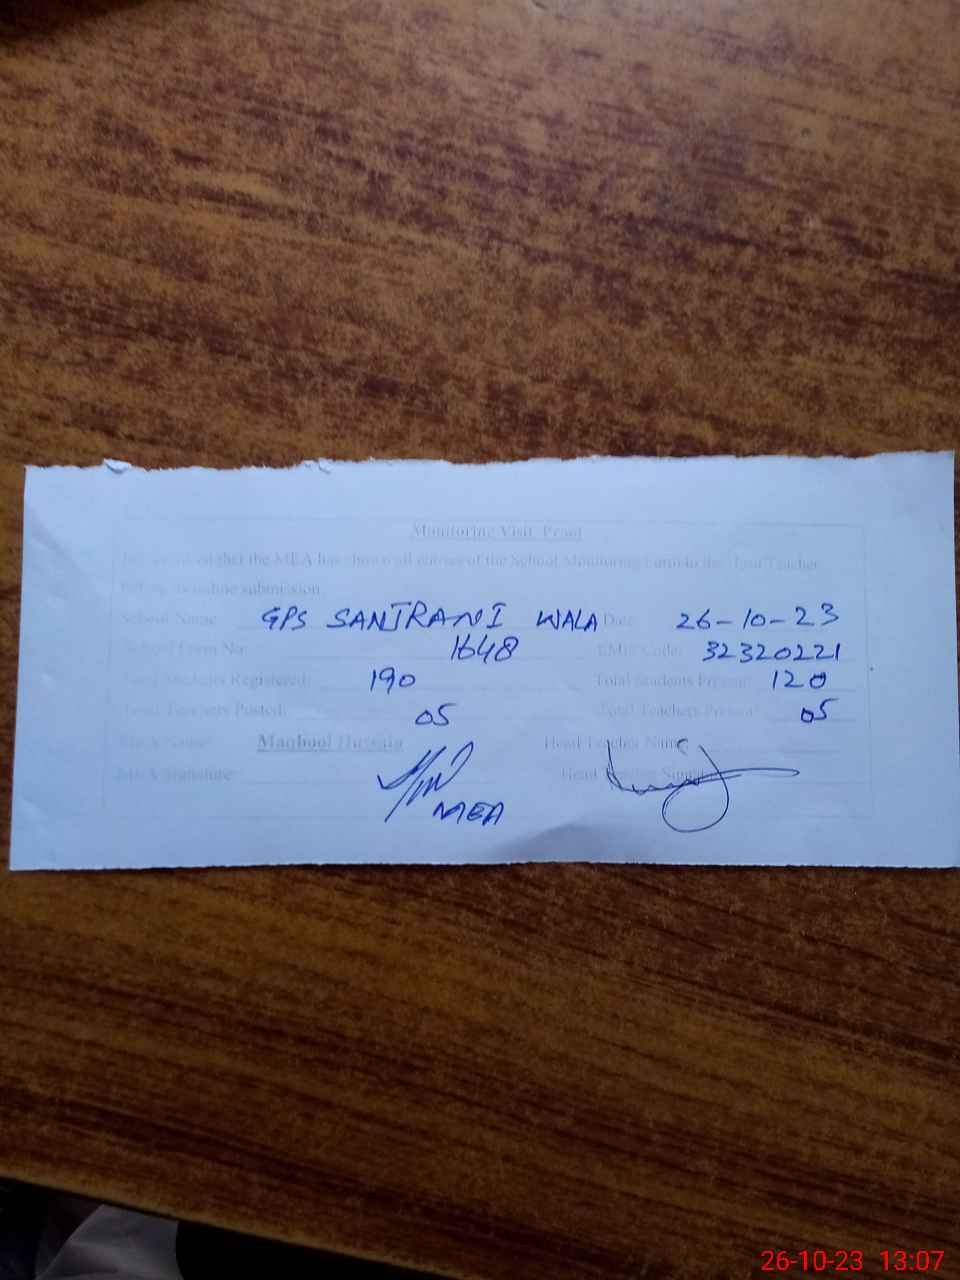 Monitoring Visit Proof
that the MEA has shown all entries of the School Monitoring Form to the Head Teacher
before its online submission.
School Name: GPS SANJRANI WALA Date: 26-10-23
School Form No: 1648 EMIS Code: 32320221
Total Students Registered: 190 Total Students Present: 120
Total Teachers Posted: 05 Total Teachers Present: 05
MEA Name: Maqbool Hussain Head Teacher Name
MEA Signature: Head Teacher Signature
MEA
26-10-23 13:07